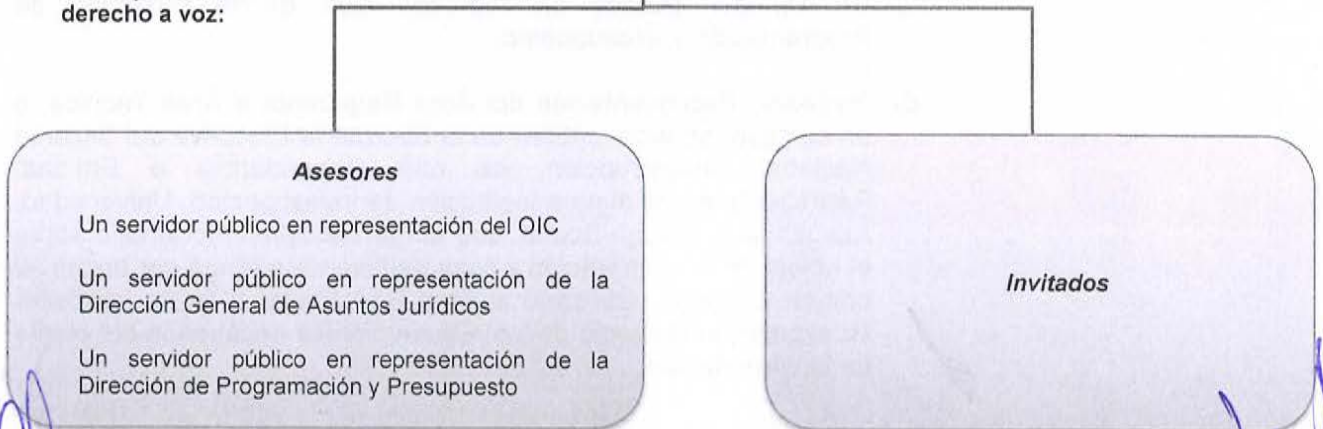 derecho a voz:
Asesores
Un servidor público en representación del OIC
Un servidor público en representación de la
Dirección General de Asuntos Jurídicos
Un servidor público en representación de la
Dirección de Programación y Presupuesto
Invitados